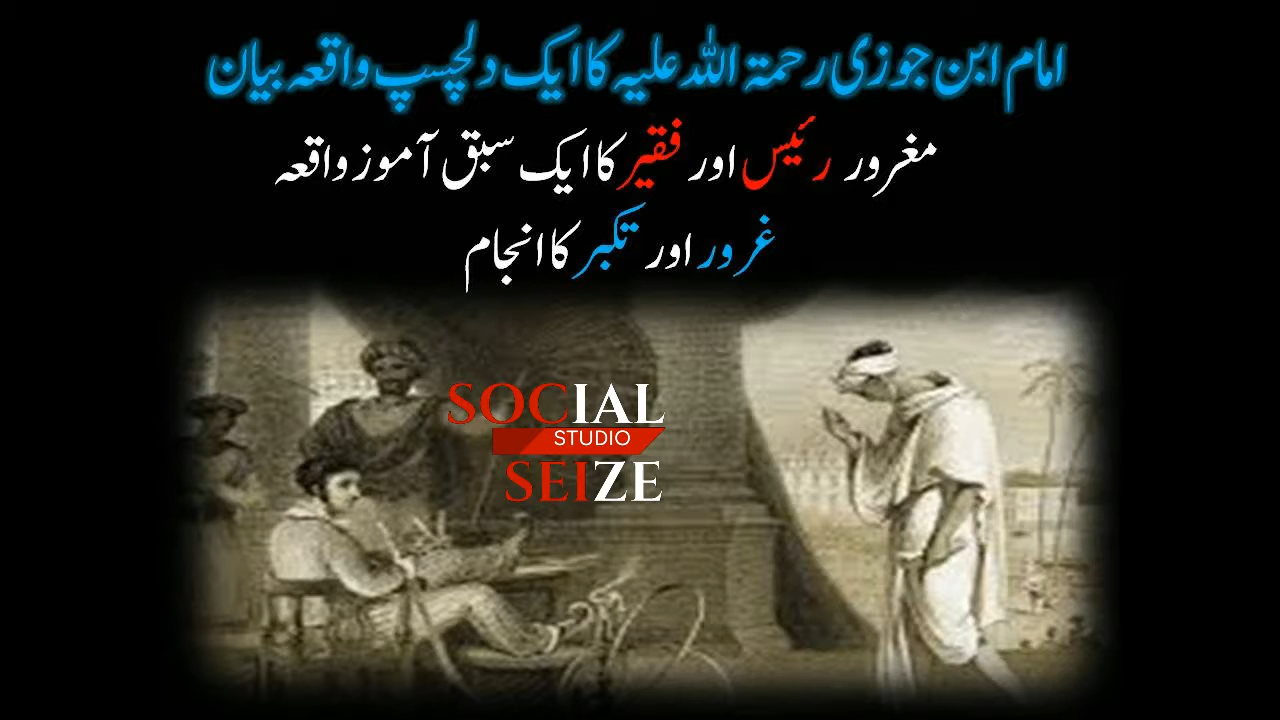 امام ابن جوزی رحمۃ اللہ علیہ کا ایک دلچسپ واقعہ بیان
مغرور رئیس اور فقیر کا ایک سبق آموز واقعہ
غرور اور تکبر کا انجام
SOCIAL
STUDIO
SEIZE